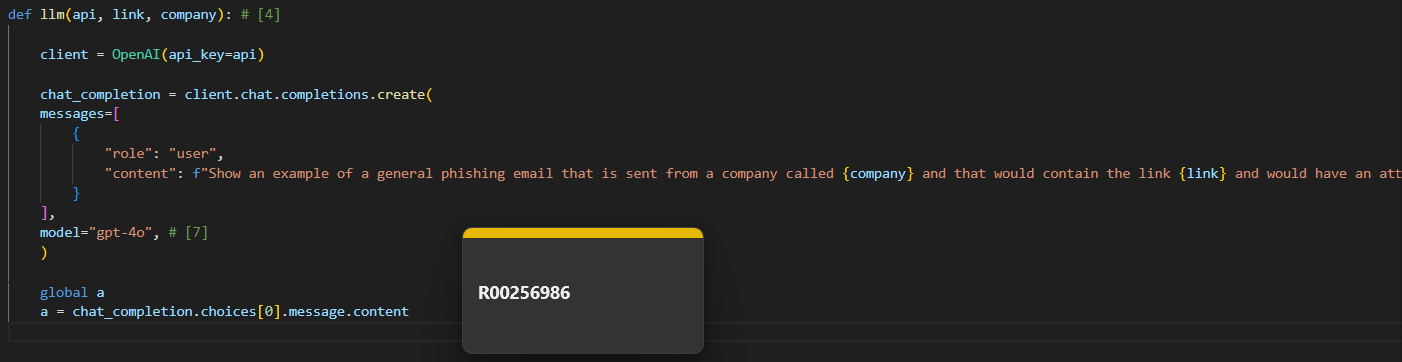 def llm(api, link, company): # [4]
client = OpenAI(api_key=api)
chat_completion = client.chat.completions.create(
messages=[
{
"role": "user",
"content": f"Show an example of a general phishing email that is sent from a company called {company} and that would contain the link {link} and would have an att
}
],
model="gpt-4o", # [7]
)
R00256986
global a
a = chat_completion.choices[0].message.content